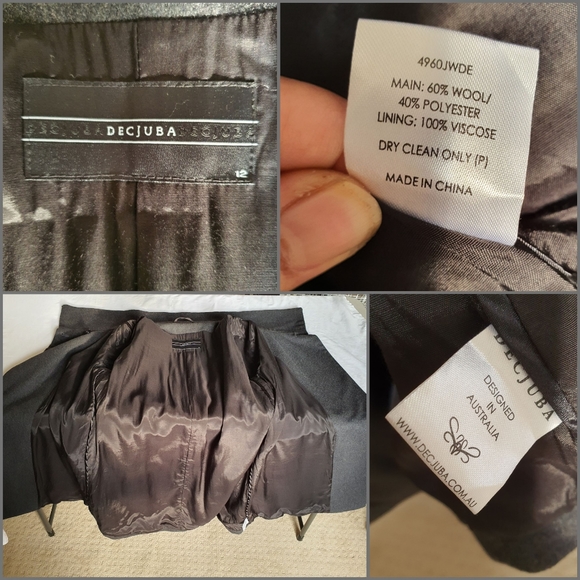 DECJUBA
12
4960JWDE
MAIN: 60% WOOL/
40% POLYESTER
LINING: 100% VISCOSE
DRY CLEAN ONLY (P)
MADE IN CHINA
DECJUBA
DESIGNED
IN
AUSTRALIA
WWW.DECJUBA.COM.AU